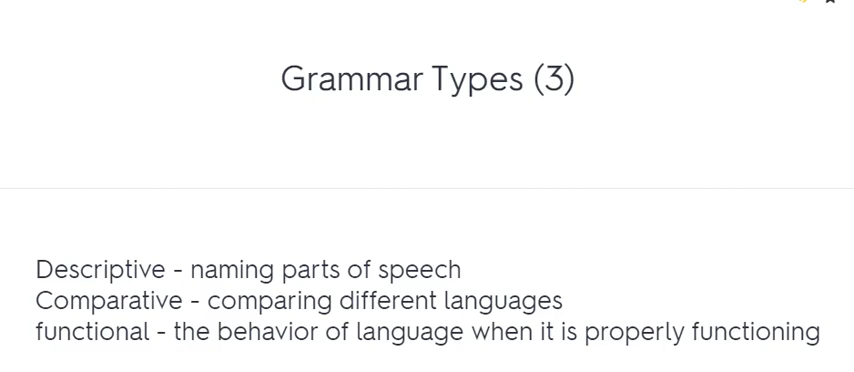 Grammar Types (3)
Descriptive - naming parts of speech
Comparative - comparing different languages
functional - the behavior of language when it is properly functioning